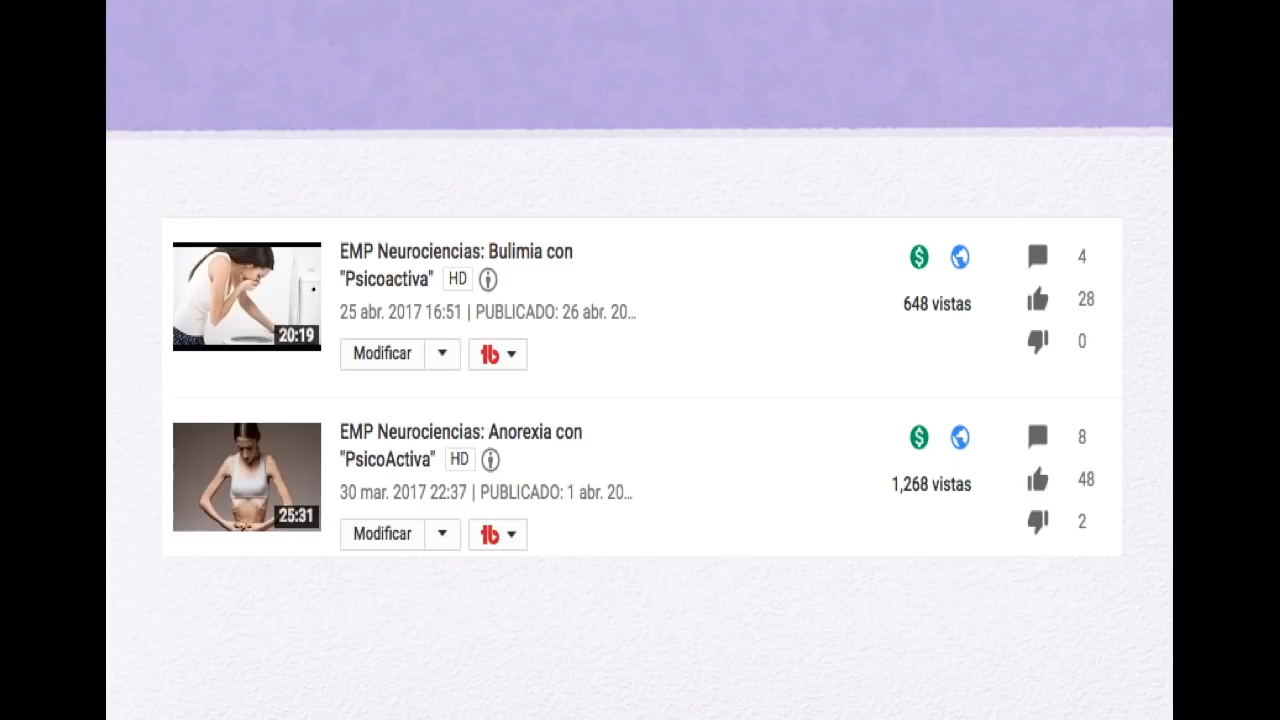 EMP Neurociencias: Bulimia con
"Psicoactiva" HD
25 abr. 2017 16:51 | PUBLICADO: 26 abr. 20...
Modificar
20:19
648 vistas
4
28
0
EMP Neurociencias: Anorexia con
"PsicoActiva" HD
30 mar. 2017 22:37 | PUBLICADO: 1 abr. 20...
Modificar
25:31
1,268 vistas
8
48
2